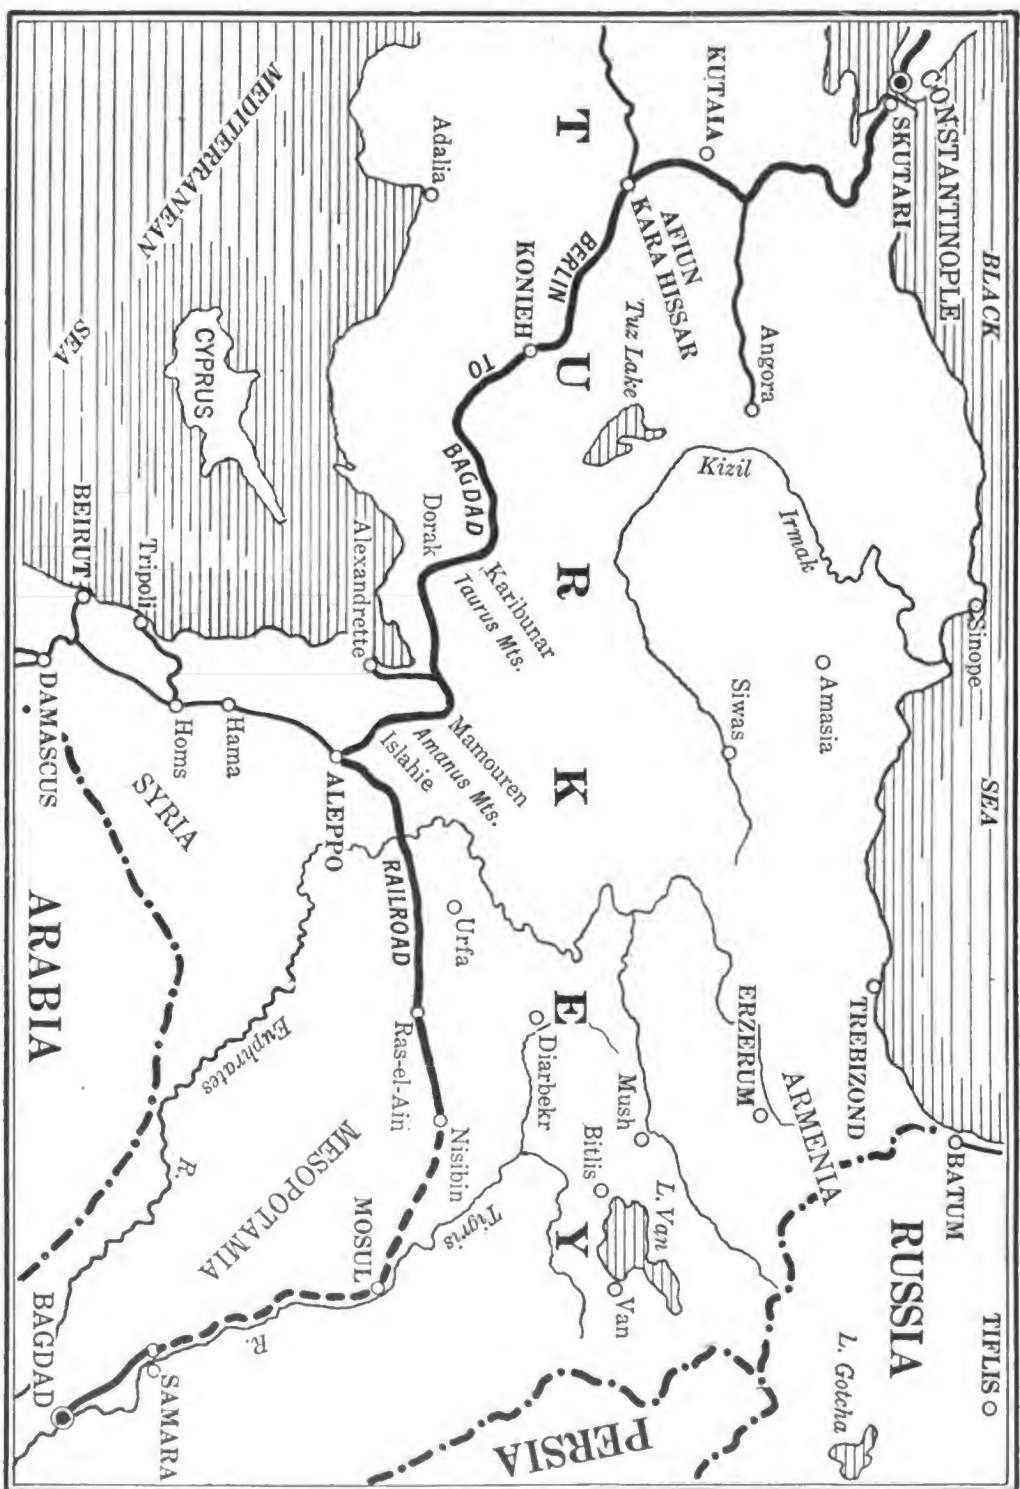 BLACK
SEA
CONSTANTINOPLE
SKUTARI
Sinope
BATUM
TIFLIS
TREBIZOND
RUSSIA
L. Gotcha
KUTAIA
Angora
Kizil
Irmak
Amasia
Siwas
ERZERUM
ARMENIA
AFIUN
KARA HISSAR
Tuz Lake
TURKEY
Mush
Bitlis
L. Van
Van
PERSIA
BERLIN
TO
BAGDAD
RAILROAD
KONIEH
Adalia
Dorak
Karibunar
Taurus Mts.
Mamouren
Amanus Mts.
Islahie
Alexandrette
ALEPPO
Urfa
Diarbekr
Ras-el-Ain
Nisibin
Tigris
R.
MOSUL
MESOPOTAMIA
Euphrates
R.
MEDITERRANEAN
SEA
CYPRUS
BEIRUT
Tripoli
Homs
Hama
DAMASCUS
SYRIA
ARABIA
SAMARA
BAGDAD